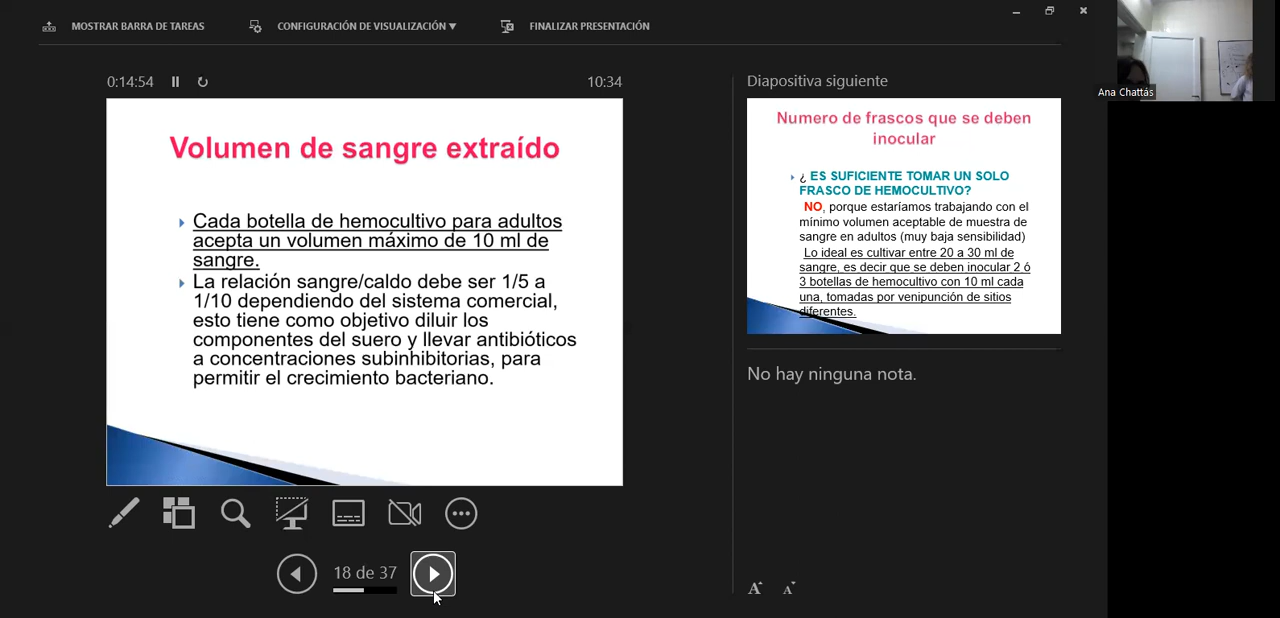 MOSTRAR BARRA DE TAREAS
CONFIGURACIÓN DE VISUALIZACIÓN ▼
FINALIZAR PRESENTACIÓN
0:14:54
10:34
Volumen de sangre extraído
Cada botella de hemocultivo para adultos
acepta un volumen máximo de 10 ml de
sangre.
La relación sangre/caldo debe ser 1/5 a
1/10 dependiendo del sistema comercial,
esto tiene como objetivo diluir los
componentes del suero y llevar antibióticos
a concentraciones subinhibitorias, para
permitir el crecimiento bacteriano.
18 de 37
Diapositiva siguiente
Numero de frascos que se deben
inocular
¿ ES SUFICIENTE TOMAR UN SOLO
FRASCO DE HEMOCULTIVO?
NO, porque estaríamos trabajando con el
mínimo volumen aceptable de muestra de
sangre en adultos (muy baja sensibilidad)
Lo ideal es cultivar entre 20 a 30 ml de
sangre, es decir que se deben inocular 2 ó
3 botellas de hemocultivo con 10 ml cada
una, tomadas por venipunción de sitios
diferentes.
No hay ninguna nota.
A A
Ana Chattás